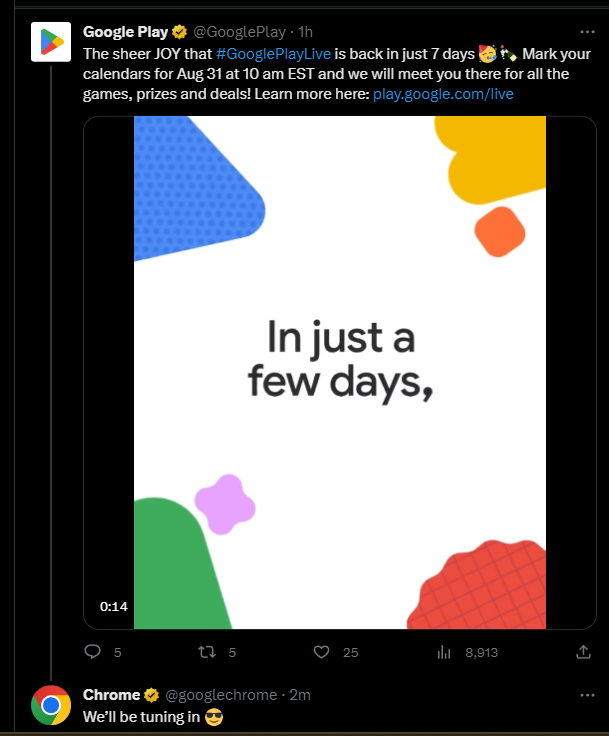 Google Play @GooglePlay · 1h
The sheer JOY that #GooglePlayLive is back in just 7 days 🥳🍾 Mark your
calendars for Aug 31 at 10 am EST and we will meet you there for all the
games, prizes and deals! Learn more here: play.google.com/live
In just a
few days,
0:14
5 5 25 8,913
Chrome @googlechrome · 2m
We'll be tuning in 😎